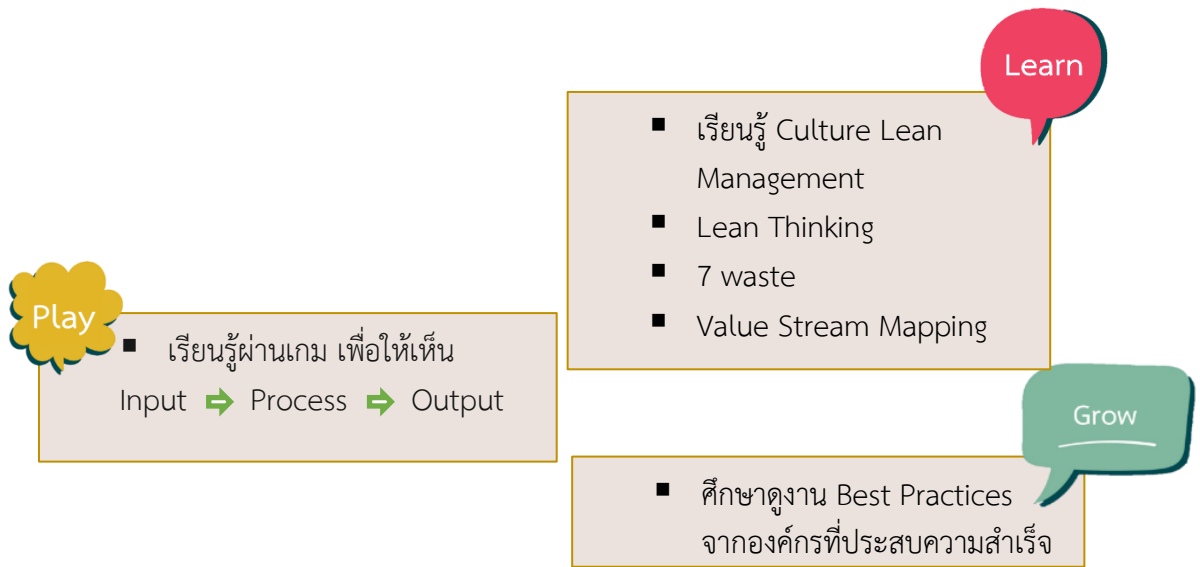 Learn
▪ เรียนรู้ Culture Lean
Management
▪ Lean Thinking
▪ 7 waste
▪ Value Stream Mapping
Play
▪ เรียนรู้ผ่านเกม เพื่อให้เห็น
Input ⇨ Process ⇨ Output
Grow
▪ ศึกษาดูงาน Best Practices
จากองค์กรที่ประสบความสำเร็จ